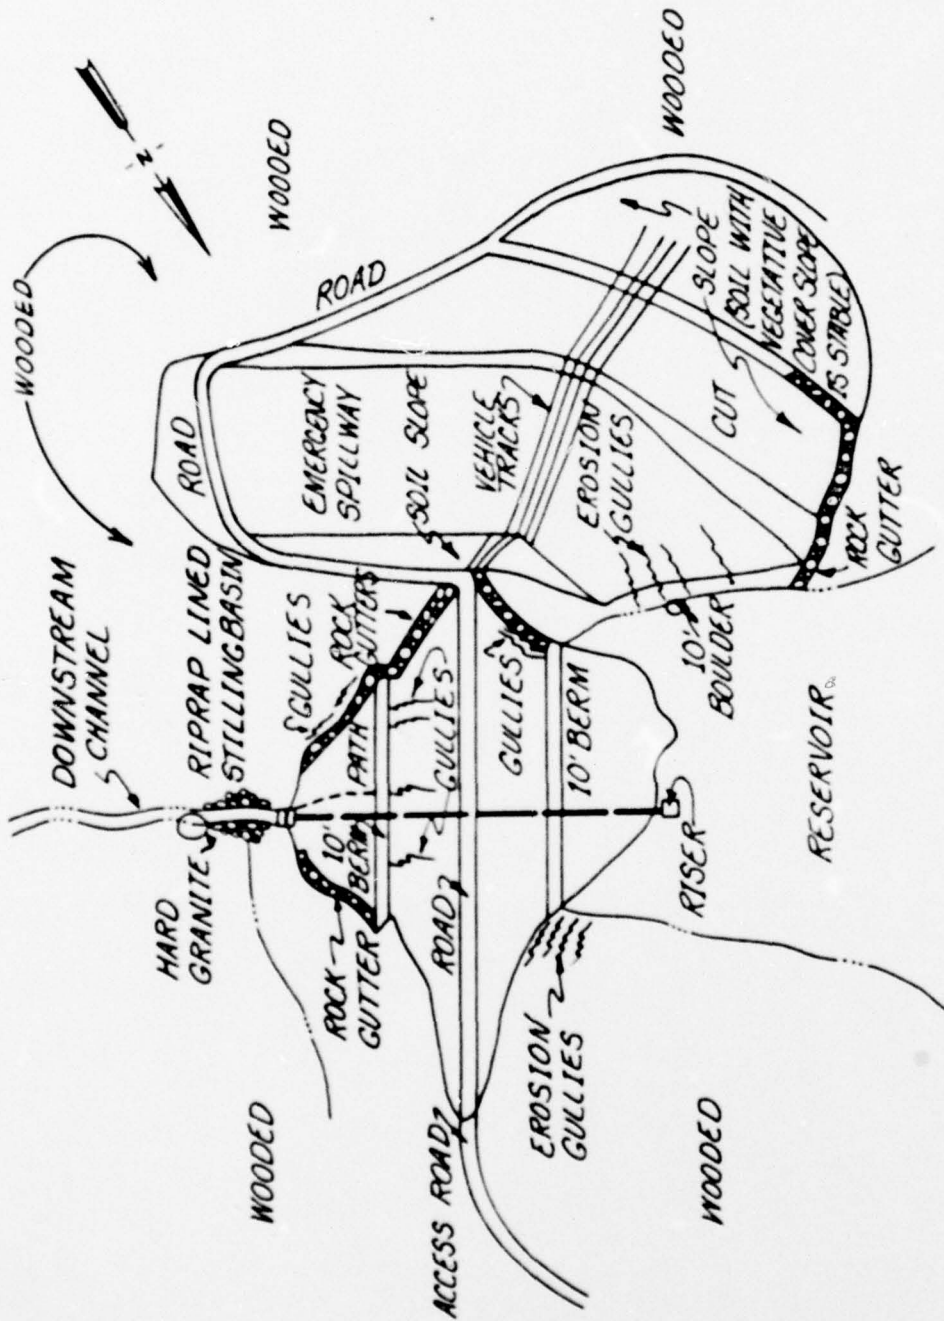 WOODED
N
WOODED
WOODED
DOWNSTREAM
CHANNEL
ROAD
ROAD
RIPRAP LINED
STILLING BASIN
HARD
GRANITE
GULLIES
ROCK
GUTTERS
EMERGENCY
SPILLWAY
SOIL SLOPE
VEHICLE
TRACKS
EROSION
GULLIES
CUT
SLOPE
(SOIL WITH
NEGETATIVE
COVER SLOPE
IS STABLE)
ROCK
GUTTER
PATH
10'
BERM
GULLIES
ROCK
GUTTER
ROAD
GULLIES
10' BERM
10'
BOULDER
WOODED
ACCESS ROAD
EROSION
GULLIES
RISER
RESERVOIR
WOODED